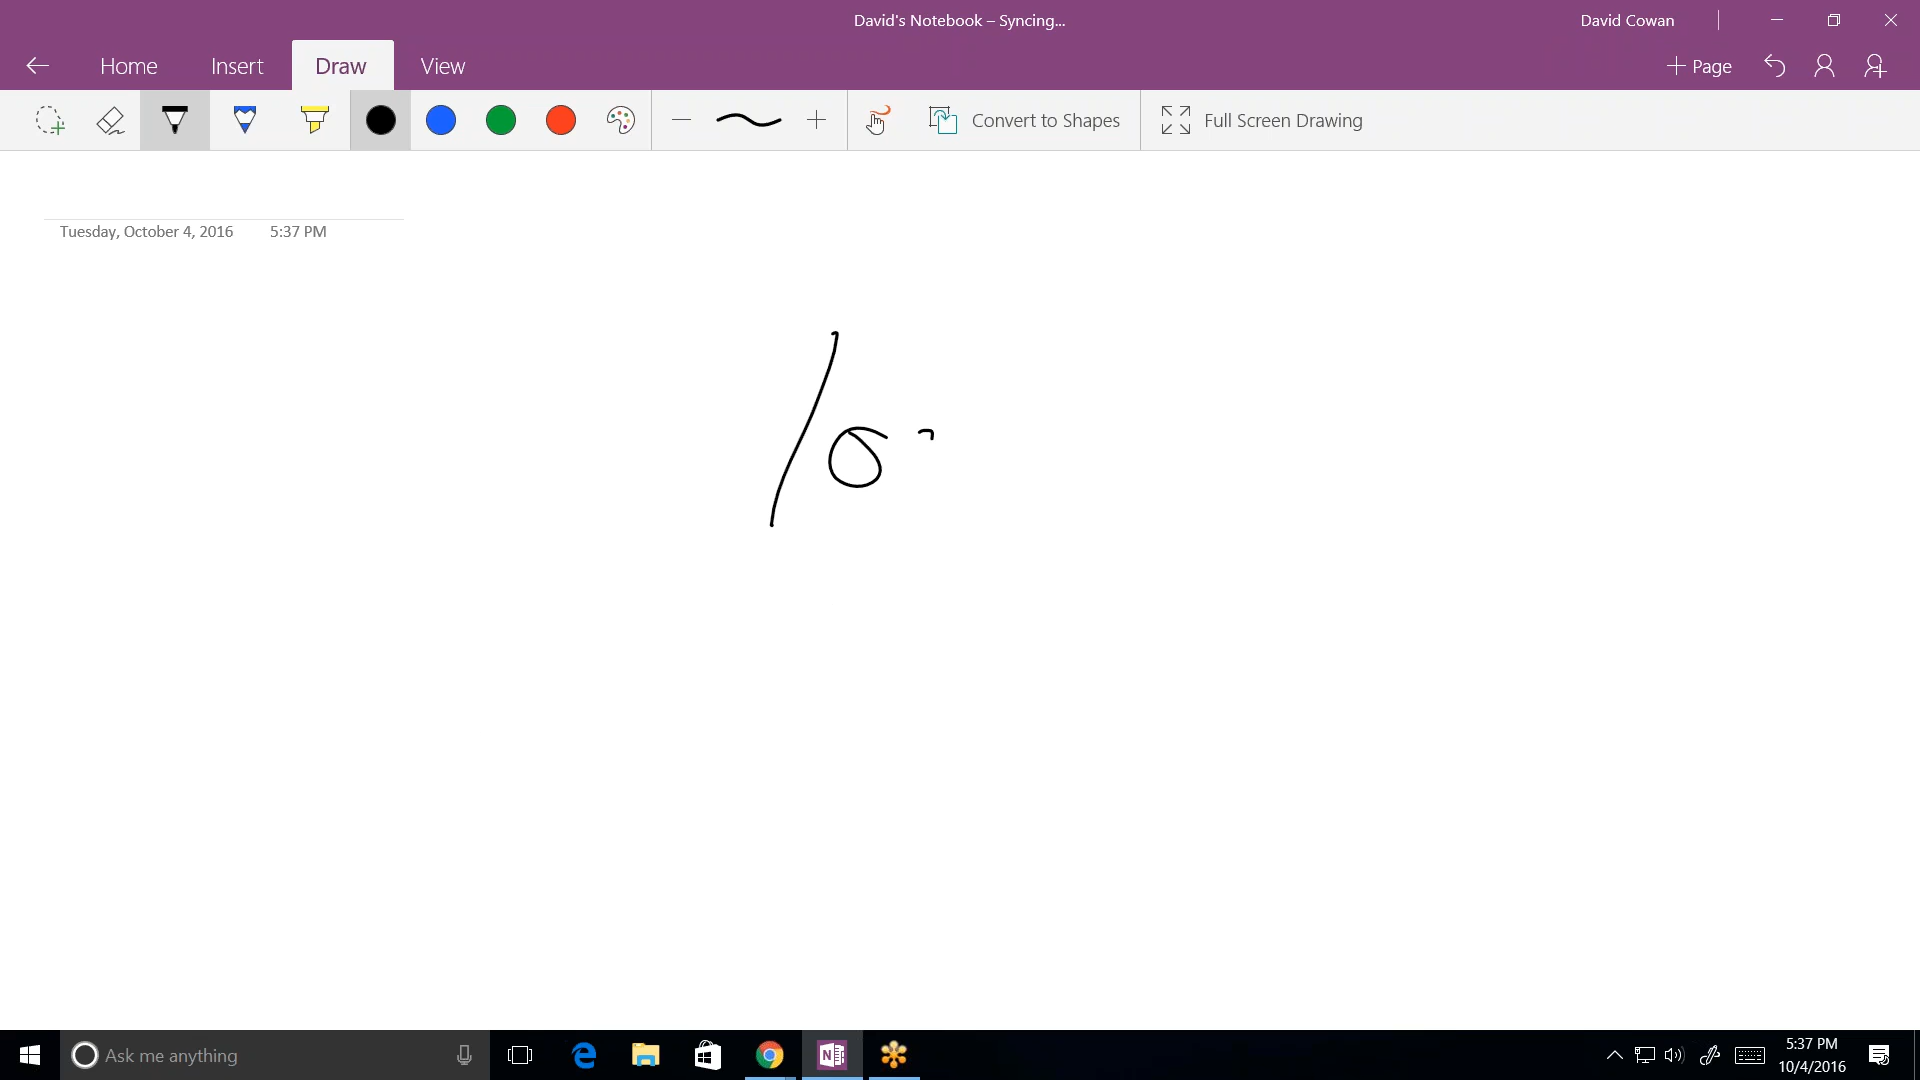 David's Notebook – Syncing...
David Cowan
Home
Insert
Draw
View
Page
Convert to Shapes
Full Screen Drawing
Tuesday, October 4, 2016 5:37 PM
Ask me anything
5:37 PM
10/4/2016